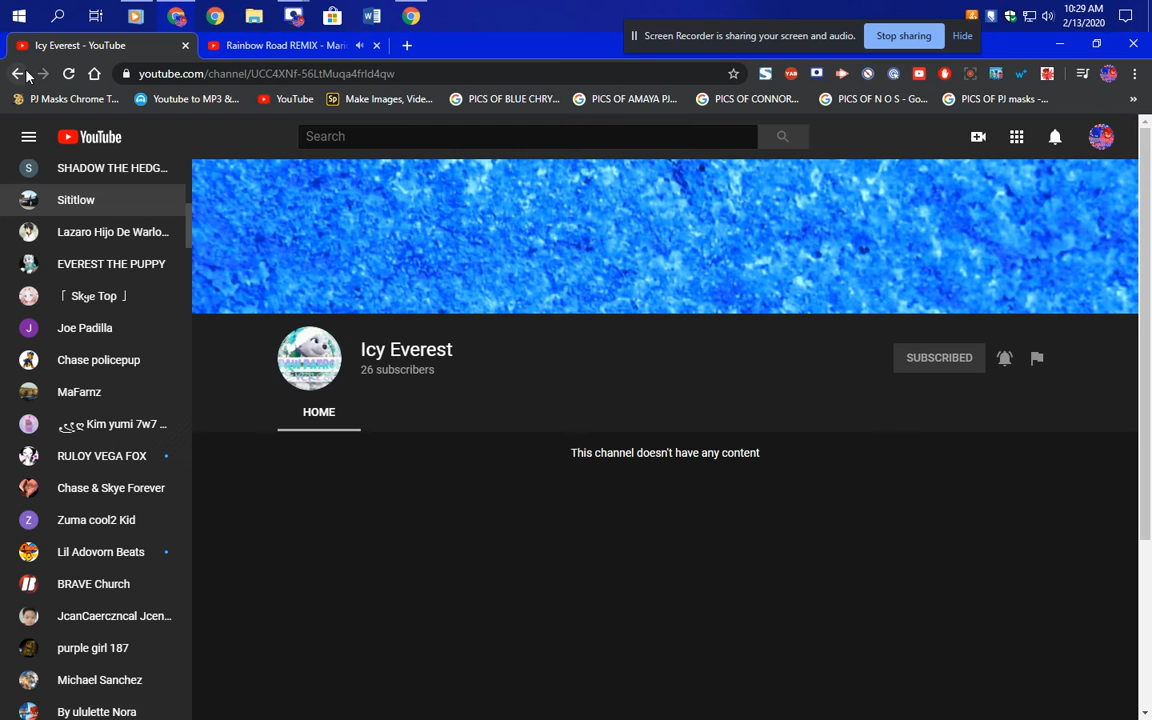 10:29 AM
2/13/2020
Icy Everest - YouTube
Rainbow Road REMIX - Mari
Screen Recorder is sharing your screen and audio.
Stop sharing
Hide
youtube.com/channel/UCC4XNf-56LtMuqa4frld4qw
PJ Masks Chrome T...
Youtube to MP3 &...
YouTube
Make Images, Vide...
PICS OF BLUE CHRY...
PICS OF AMAYA PJ...
PICS OF CONNOR...
PICS OF N O S - Go...
PICS OF PJ masks -...
YouTube
Search
SHADOW THE HEDG...
Sititlow
Lazaro Hijo De Warlo...
EVEREST THE PUPPY
「 Skye Top 」
Joe Padilla
Chase policepup
MaFarnz
Kim yumi 7w7 ...
RULOY VEGA FOX
Chase & Skye Forever
Zuma cool2 Kid
Lil Adovorn Beats
BRAVE Church
JcanCaerczncal Jcen...
purple girl 187
Michael Sanchez
By ululette Nora
Icy Everest
26 subscribers
SUBSCRIBED
HOME
This channel doesn't have any content